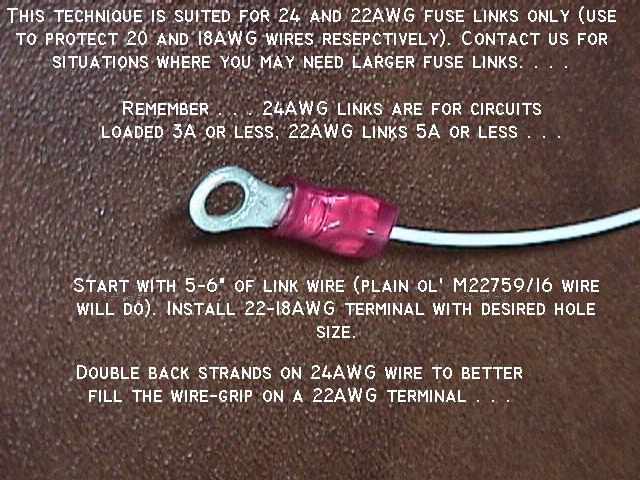 THIS TECHNIQUE IS SUITED FOR 24 AND 22AWG FUSE LINKS ONLY (USE
TO PROTECT 20 AND 18AWG WIRES RESEPCTIVELY). CONTACT US FOR
SITUATIONS WHERE YOU MAY NEED LARGER FUSE LINKS. . . .
REMEMBER . . . 24AWG LINKS ARE FOR CIRCUITS
LOADED 3A OR LESS, 22AWG LINKS 5A OR LESS . . .
START WITH 5-6" OF LINK WIRE (PLAIN OL' M22759/16 WIRE
WILL DO). INSTALL 22-18AWG TERMINAL WITH DESIRED HOLE
SIZE.
DOUBLE BACK STRANDS ON 24AWG WIRE TO BETTER
FILL THE WIRE-GRIP ON A 22AWG TERMINAL . . .